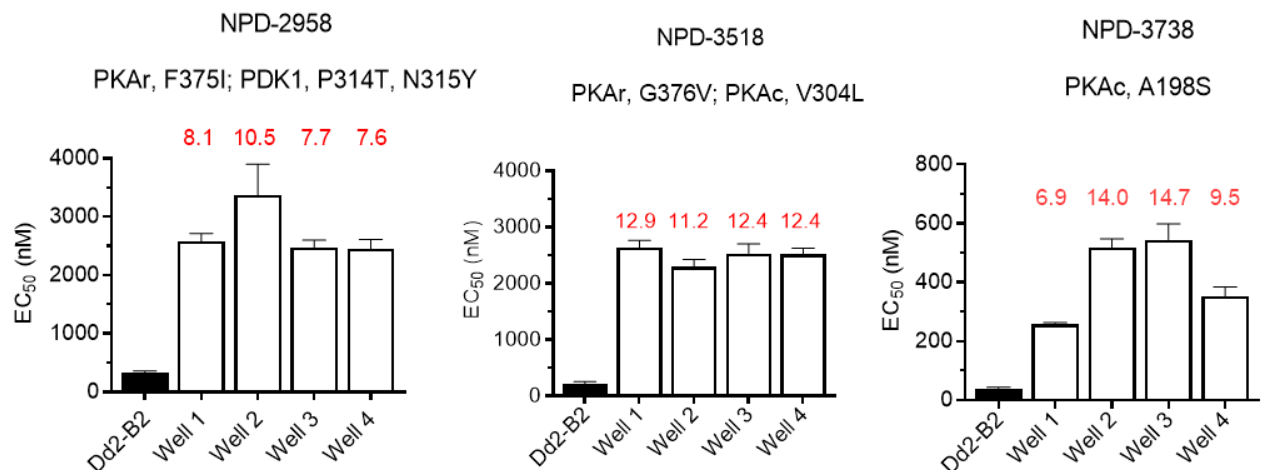 NPD-2958
PKAr, F375I; PDK1, P314T, N315Y
8.1 10.5 7.7 7.6
EC50 (nM)
4000
3000
2000
1000
0
Dd2-B2 Well 1 Well 2 Well 3 Well 4
NPD-3518
PKAr, G376V; PKAc, V304L
12.9 11.2 12.4 12.4
EC50 (nM)
4000
3000
2000
1000
0
Dd2-B2 Well 1 Well 2 Well 3 Well 4
NPD-3738
PKAc, A198S
6.9 14.0 14.7 9.5
EC50 (nM)
800
600
400
200
0
Dd2-B2 Well 1 Well 2 Well 3 Well 4